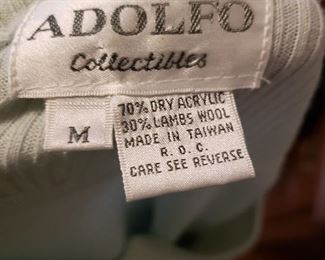 ADOLFO
Collectibles
M
70% DRY ACRYLIC
30% LAMBS WOOL
MADE IN TAIWAN
R. O. C.
CARE SEE REVERSE